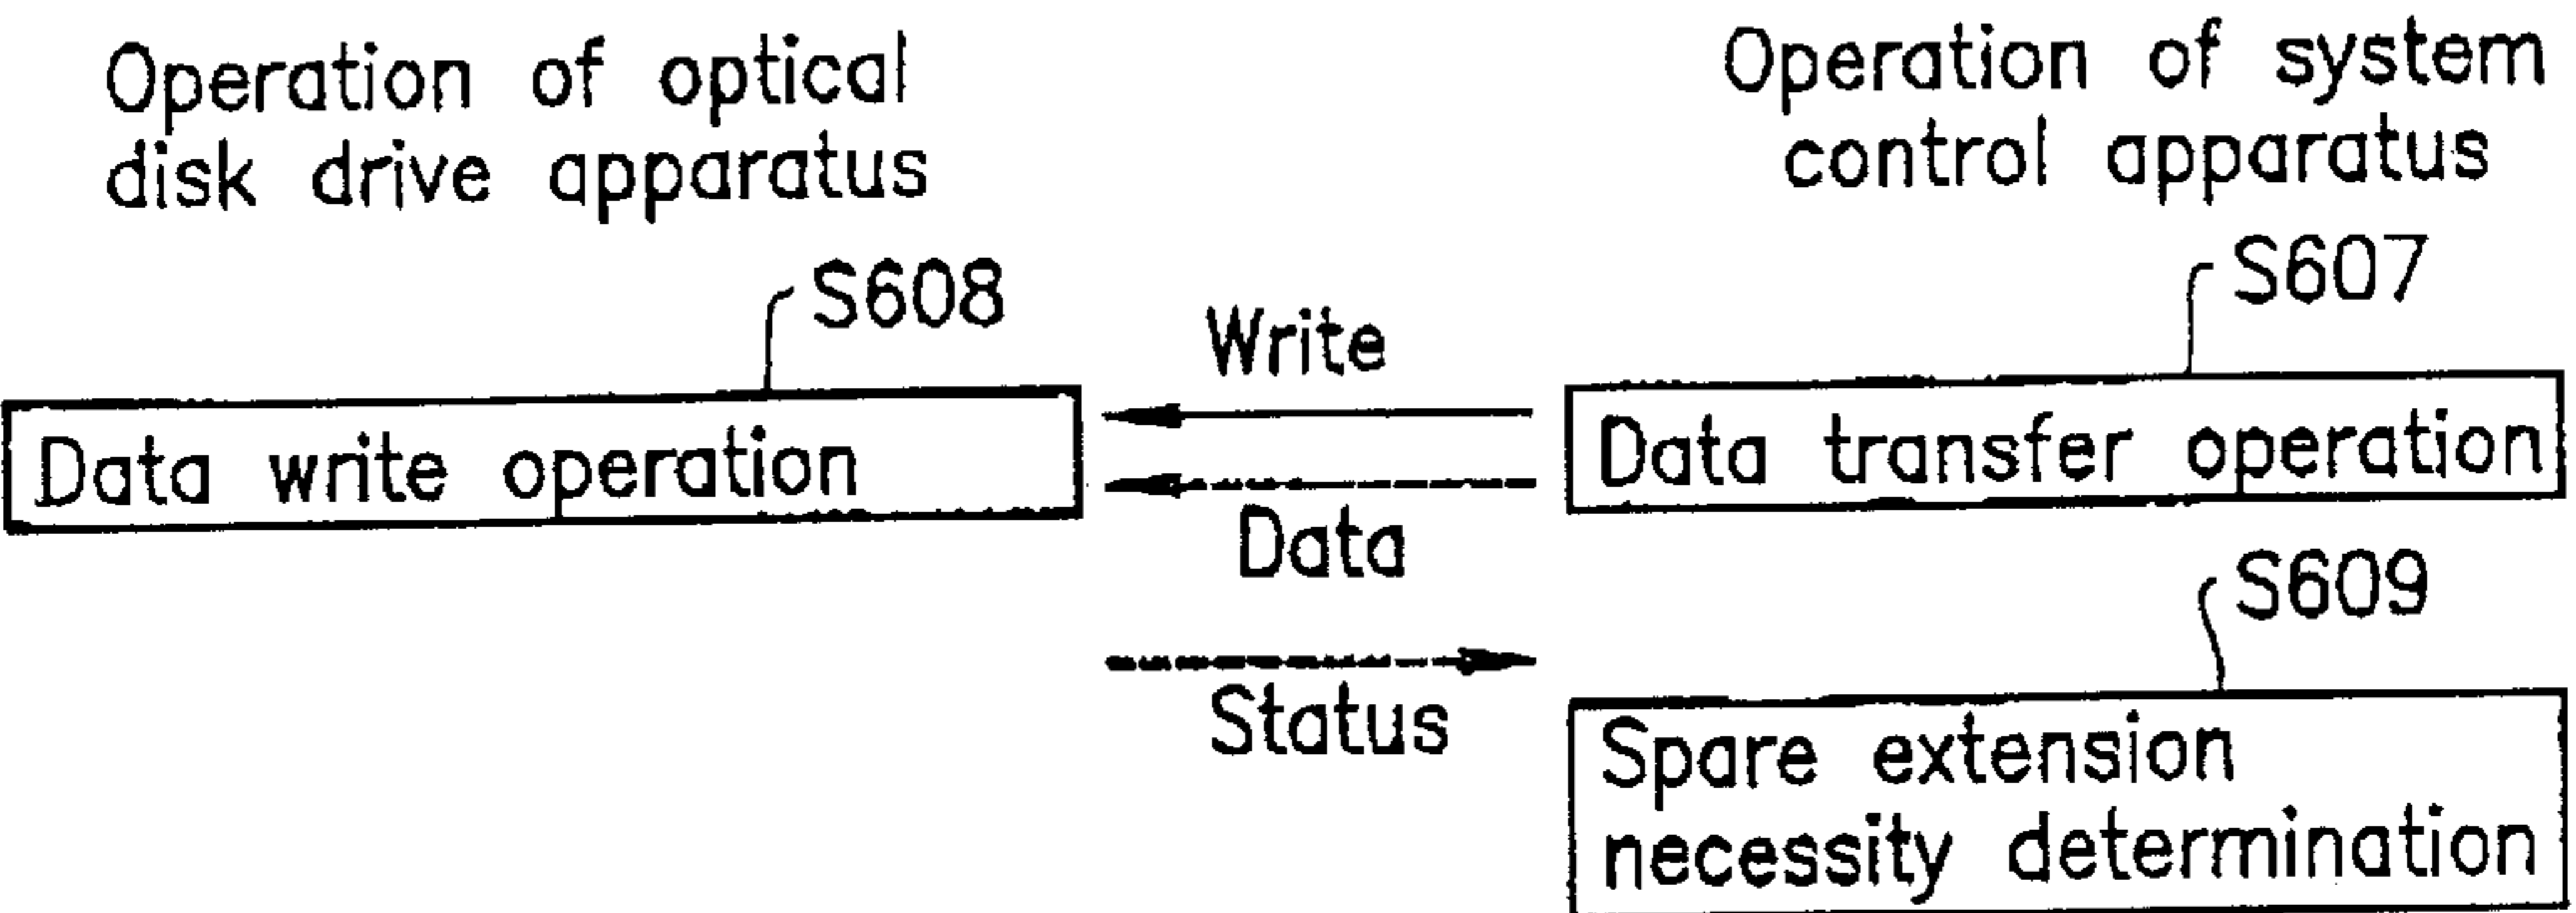 Operation of optical
disk drive apparatus
Operation of system
control apparatus
S608
S607
Write
Data write operation
Data transfer operation
Data
S609
Status
Spare extension
necessity determination